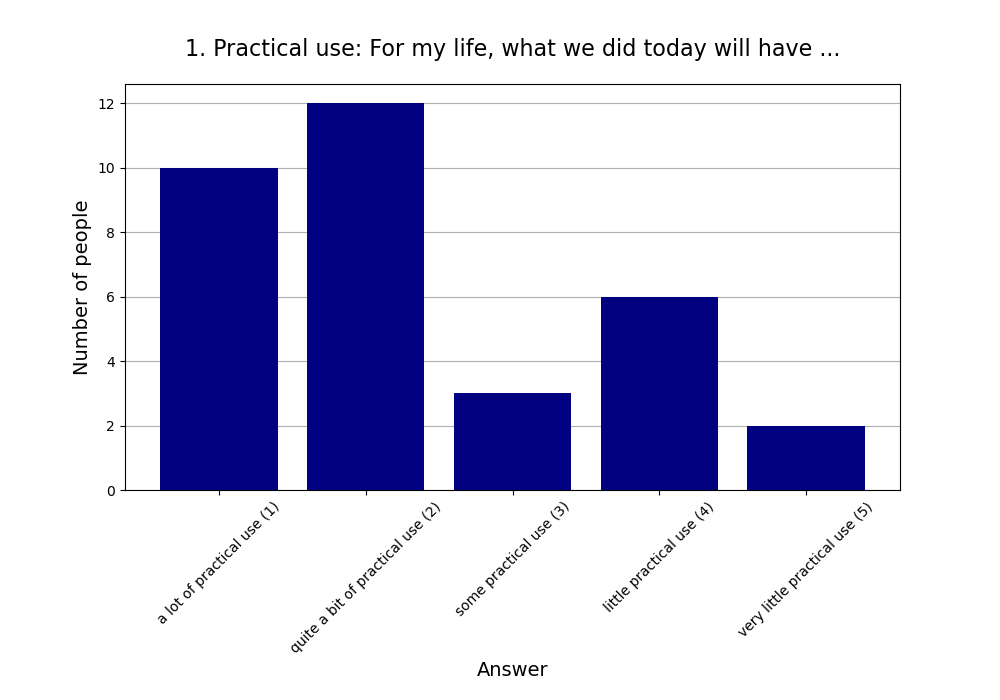 1. Practical use: For my life, what we did today will have ...
Number of people
12
10
8
6
4
2
0
a lot of practical use (1)
quite a bit of practical use (2)
some practical use (3)
little practical use (4)
very little practical use (5)
Answer